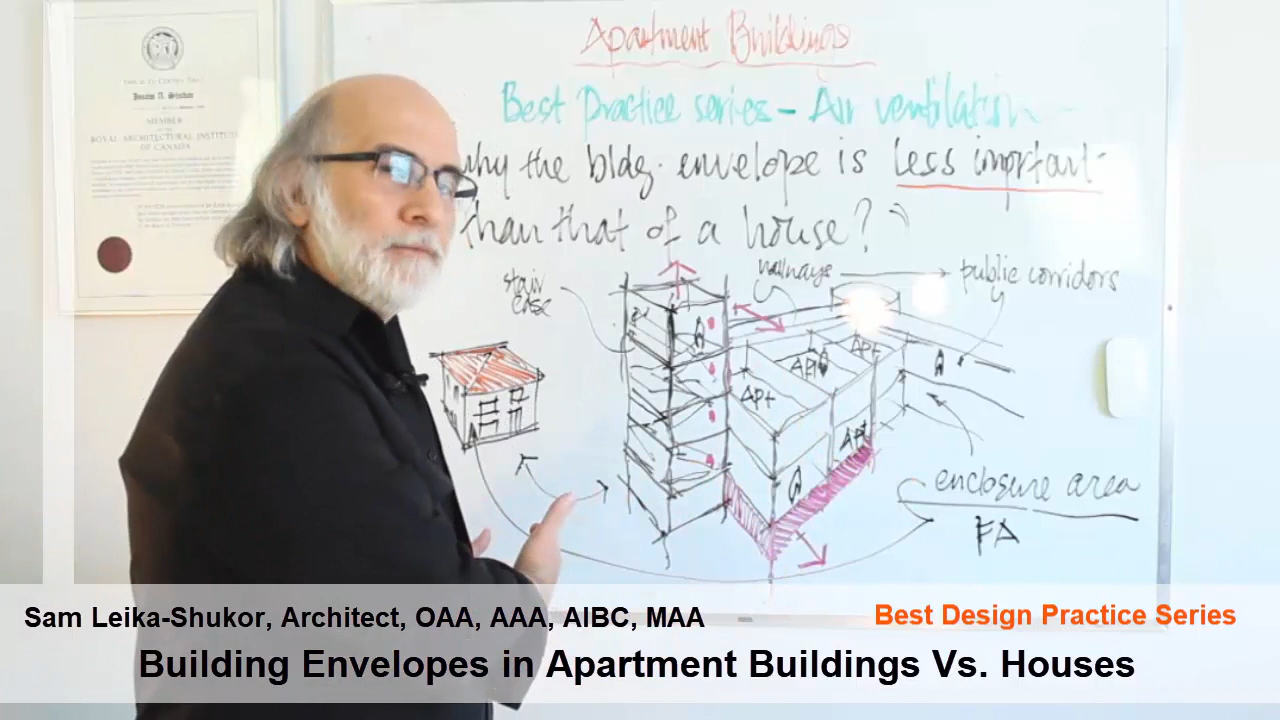 MEMBER
ROYAL ARCHITECTURAL INSTITUTE
OF CANADA
Apartment Buildings
Best Practice series - Air ventilation
why the bldg. envelope is less important
than that of a house?
stair
case
hallways
public corridors
Apt
Apt
Apt
Apt
enclosure area
FA
Sam Leika-Shukor, Architect, OAA, AAA, AIBC, MAA
Best Design Practice Series
Building Envelopes in Apartment Buildings Vs. Houses